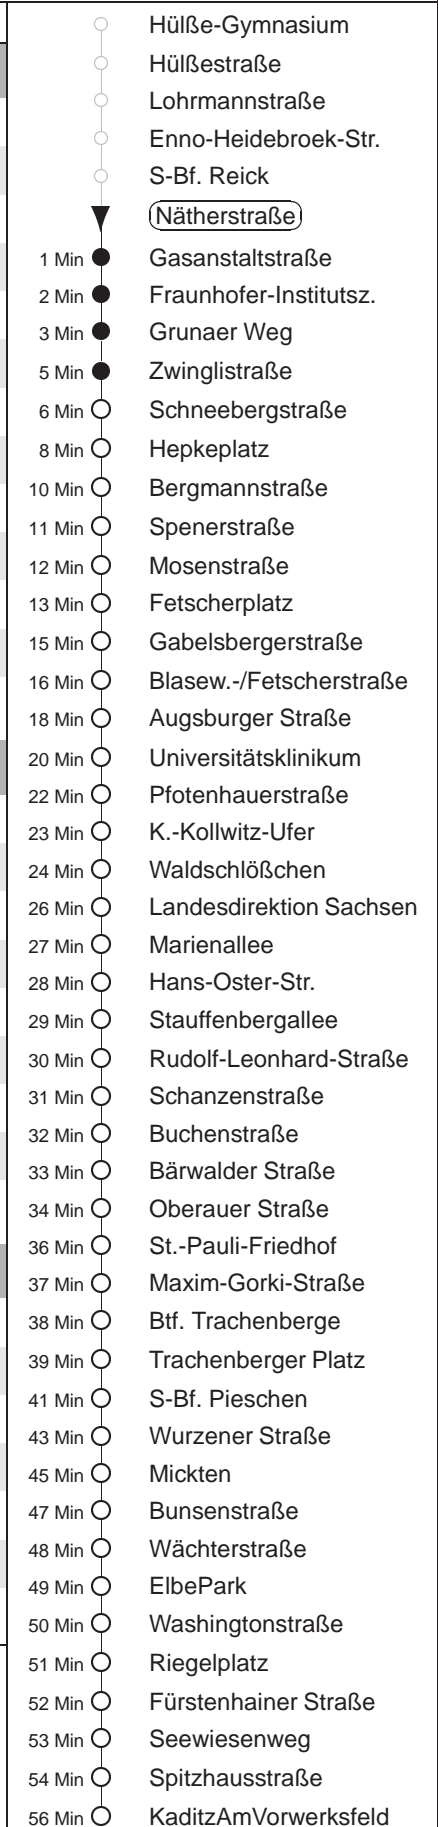 Hülße-Gymnasium
Hülßestraße
Lohrmannstraße
Enno-Heidebroek-Str.
S-Bf. Reick
Nätherstraße
1 Min Gasanstaltstraße
2 Min Fraunhofer-Institutsz.
3 Min Grunaer Weg
5 Min Zwinglistraße
6 Min Schneebergstraße
8 Min Hepkeplatz
10 Min Bergmannstraße
11 Min Spenerstraße
12 Min Mosenstraße
13 Min Fetscherplatz
15 Min Gabelsbergerstraße
16 Min Blasew.-/Fetscherstraße
18 Min Augsburger Straße
20 Min Universitätsklinikum
22 Min Pfotenhauerstraße
23 Min K.-Kollwitz-Ufer
24 Min Waldschlößchen
26 Min Landesdirektion Sachsen
27 Min Marienallee
28 Min Hans-Oster-Str.
29 Min Stauffenbergallee
30 Min Rudolf-Leonhard-Straße
31 Min Schanzenstraße
32 Min Buchenstraße
33 Min Bärwalder Straße
34 Min Oberauer Straße
36 Min St.-Pauli-Friedhof
37 Min Maxim-Gorki-Straße
38 Min Btf. Trachenberge
39 Min Trachenberger Platz
41 Min S-Bf. Pieschen
43 Min Wurzener Straße
45 Min Mickten
47 Min Bunsenstraße
48 Min Wächterstraße
49 Min ElbePark
50 Min Washingtonstraße
51 Min Riegelplatz
52 Min Fürstenhainer Straße
53 Min Seewiesenweg
54 Min Spitzhausstraße
56 Min KaditzAmVorwerksfeld